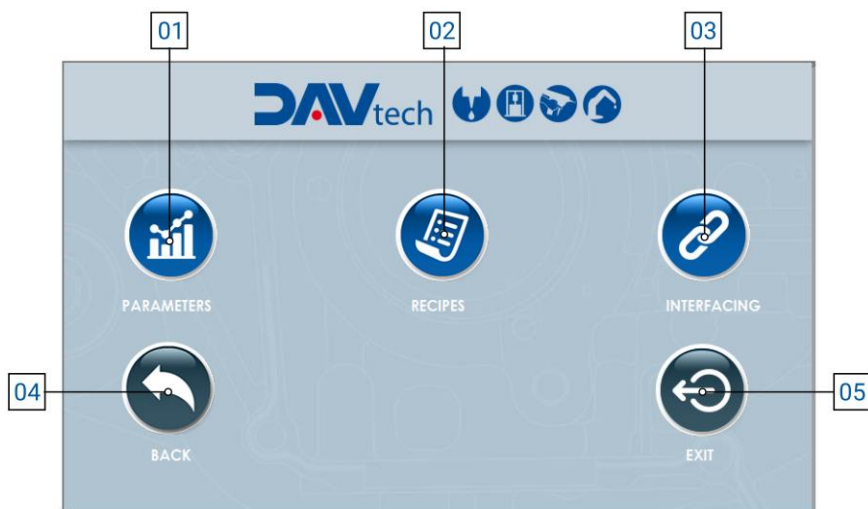 01
02
03
DAVtech
PARAMETERS
RECIPES
INTERFACING
04
05
BACK
EXIT